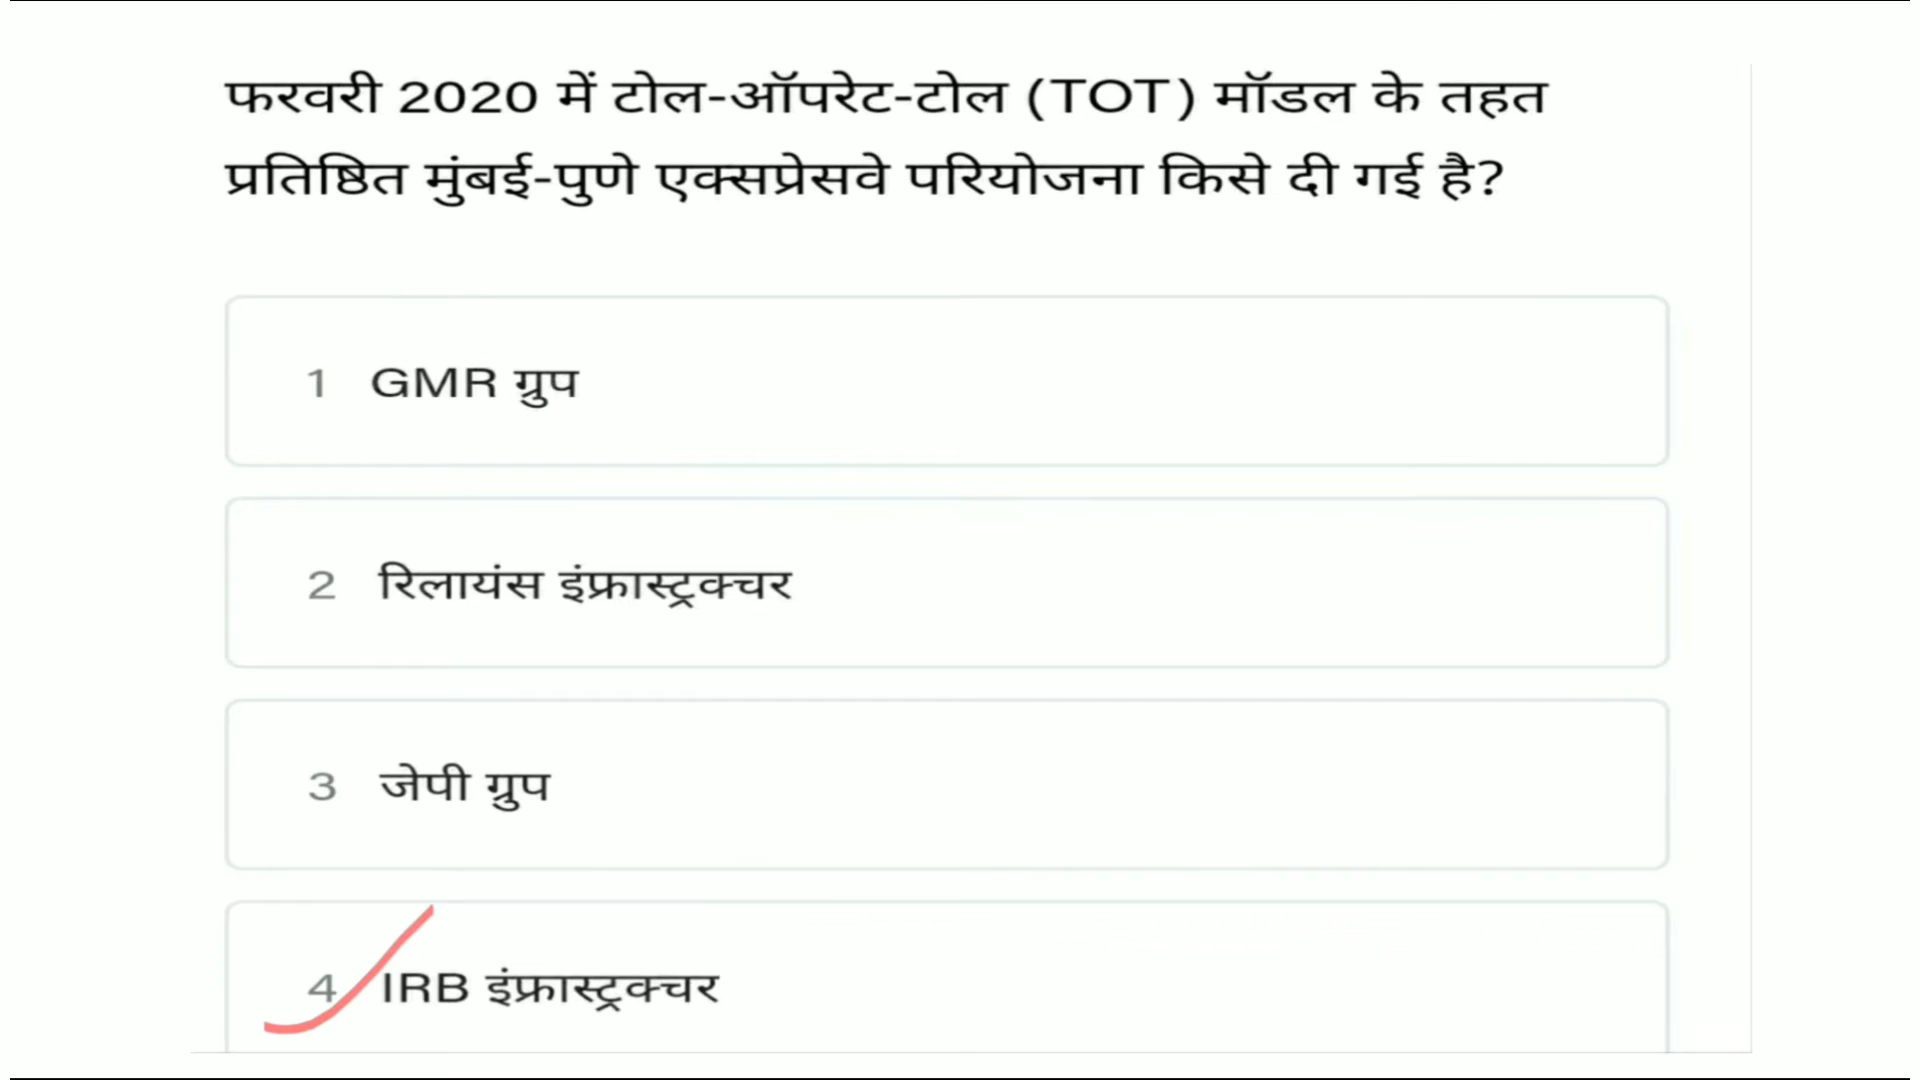 फरवरी 2020 में टोल-ऑपरेट-टोल (TOT) मॉडल के तहत
प्रतिष्ठित मुंबई-पुणे एक्सप्रेसवे परियोजना किसे दी गई है?
1 GMR ग्रुप
2 रिलायंस इंफ्रास्ट्रक्चर
3 जेपी ग्रुप
4 IRB इंफ्रास्ट्रक्चर